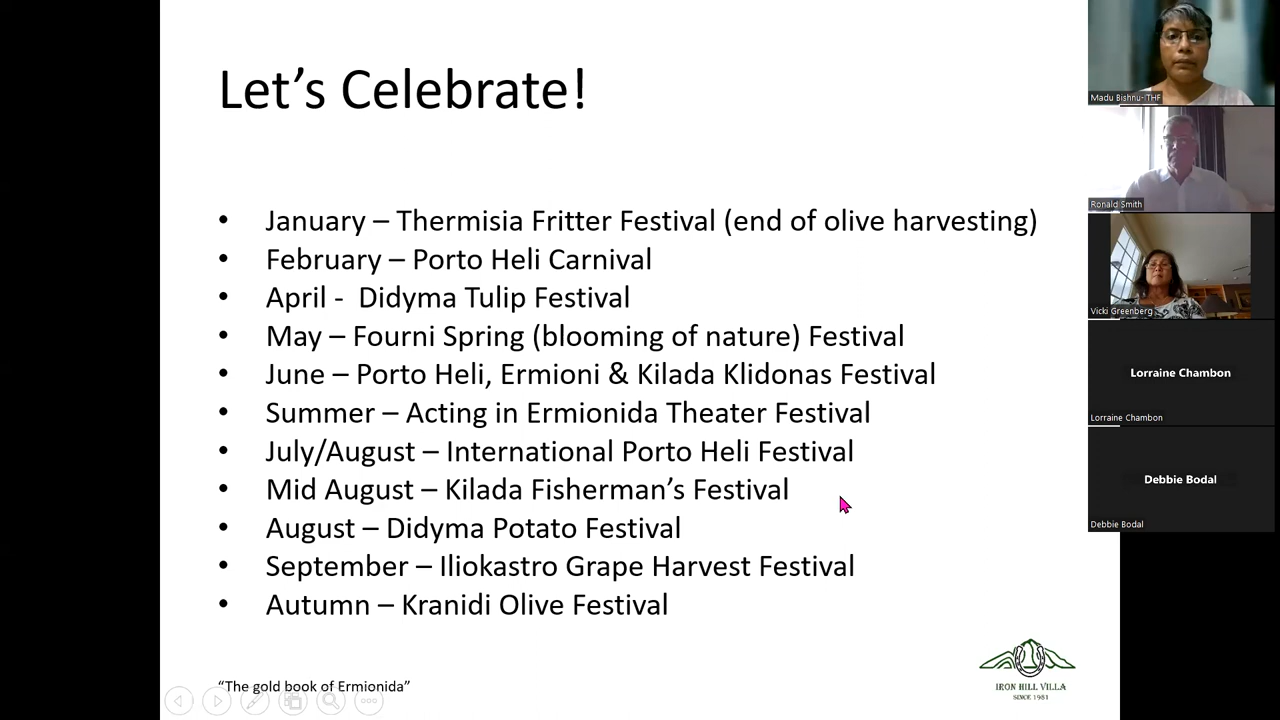 Let’s Celebrate!
• January – Thermisia Fritter Festival (end of olive harvesting)
• February – Porto Heli Carnival
• April -  Didyma Tulip Festival
• May – Fourni Spring (blooming of nature) Festival
• June – Porto Heli, Ermioni & Kilada Klidonas Festival
• Summer – Acting in Ermionida Theater Festival
• July/August – International Porto Heli Festival
• Mid August – Kilada Fisherman’s Festival
• August – Didyma Potato Festival
• September – Iliokastro Grape Harvest Festival
• Autumn – Kranidi Olive Festival
“The gold book of Ermionida”
IRON HILL VILLA
SINCE 1981
Madu Bishnu-ITHF
Ronald Smith
Vicki Greenberg
Lorraine Chambon
Lorraine Chambon
Debbie Bodal
Debbie Bodal